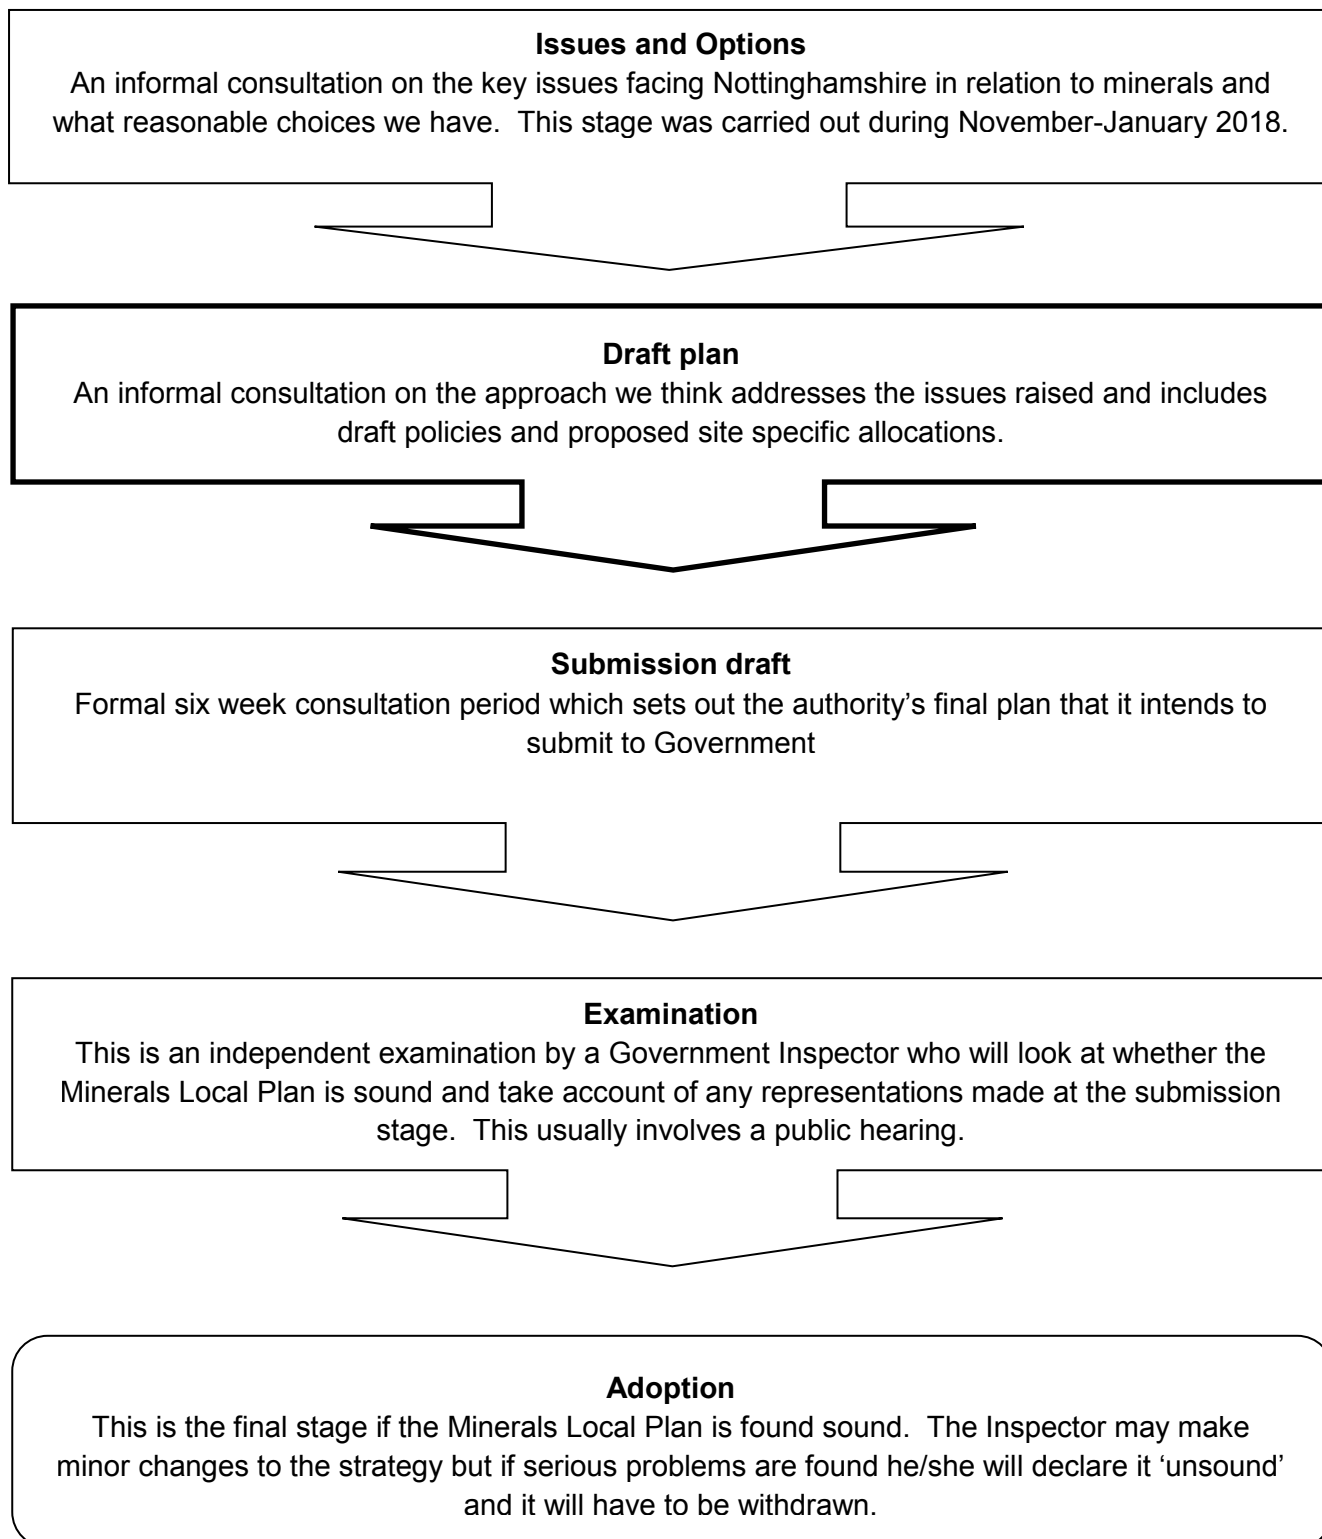 Issues and Options
An informal consultation on the key issues facing Nottinghamshire in relation to minerals and
what reasonable choices we have.  This stage was carried out during November-January 2018.
Draft plan
An informal consultation on the approach we think addresses the issues raised and includes
draft policies and proposed site specific allocations.
Submission draft
Formal six week consultation period which sets out the authority’s final plan that it intends to
submit to Government
Examination
This is an independent examination by a Government Inspector who will look at whether the
Minerals Local Plan is sound and take account of any representations made at the submission
stage.  This usually involves a public hearing.
Adoption
This is the final stage if the Minerals Local Plan is found sound.  The Inspector may make
minor changes to the strategy but if serious problems are found he/she will declare it ‘unsound’
and it will have to be withdrawn.